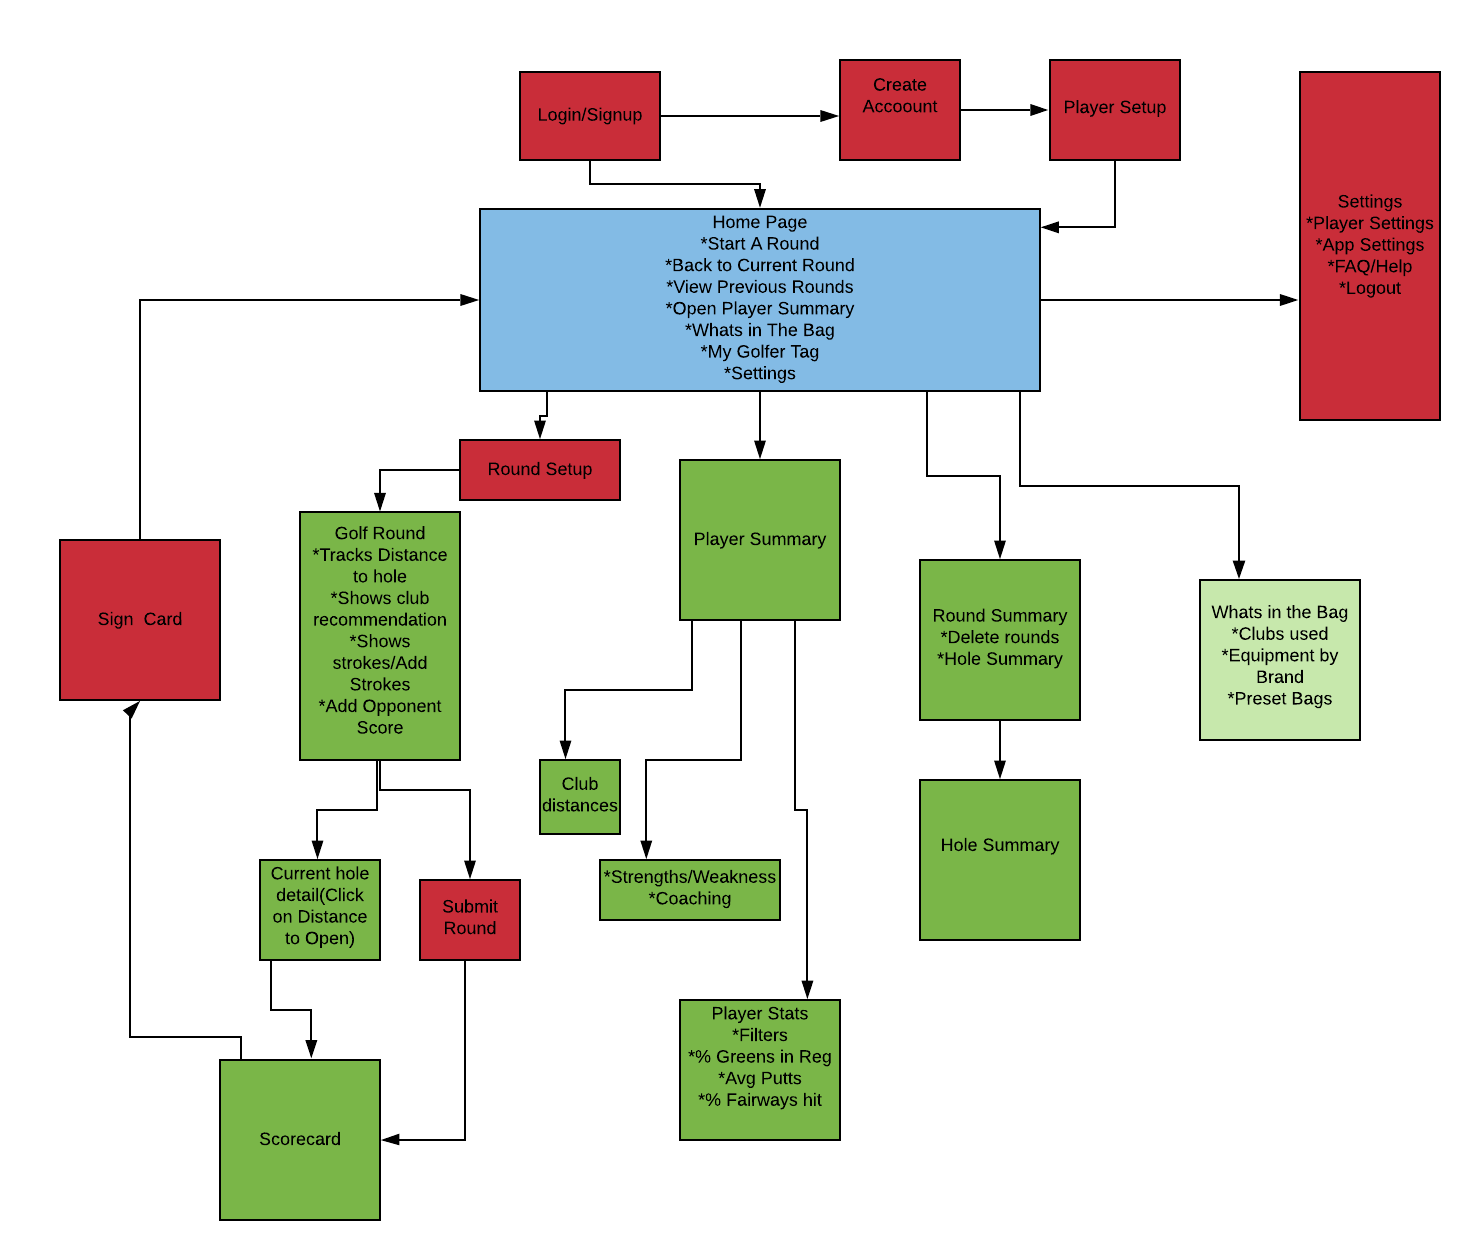 Login/Signup
Create
Accoount
Player Setup
Settings
*Player Settings
*App Settings
*FAQ/Help
*Logout
Home Page
*Start A Round
*Back to Current Round
*View Previous Rounds
*Open Player Summary
*Whats in The Bag
*My Golfer Tag
*Settings
Round Setup
Golf Round
*Tracks Distance
to hole
*Shows club
recommendation
*Shows
strokes/Add
Strokes
*Add Opponent
Score
Player Summary
Sign  Card
Round Summary
*Delete rounds
*Hole Summary
Whats in the Bag
*Clubs used
*Equipment by
Brand
*Preset Bags
Club
distances
Hole Summary
Current hole
detail(Click
on Distance
to Open)
Submit
Round
*Strengths/Weakness
*Coaching
Player Stats
*Filters
*% Greens in Reg
*Avg Putts
*% Fairways hit
Scorecard